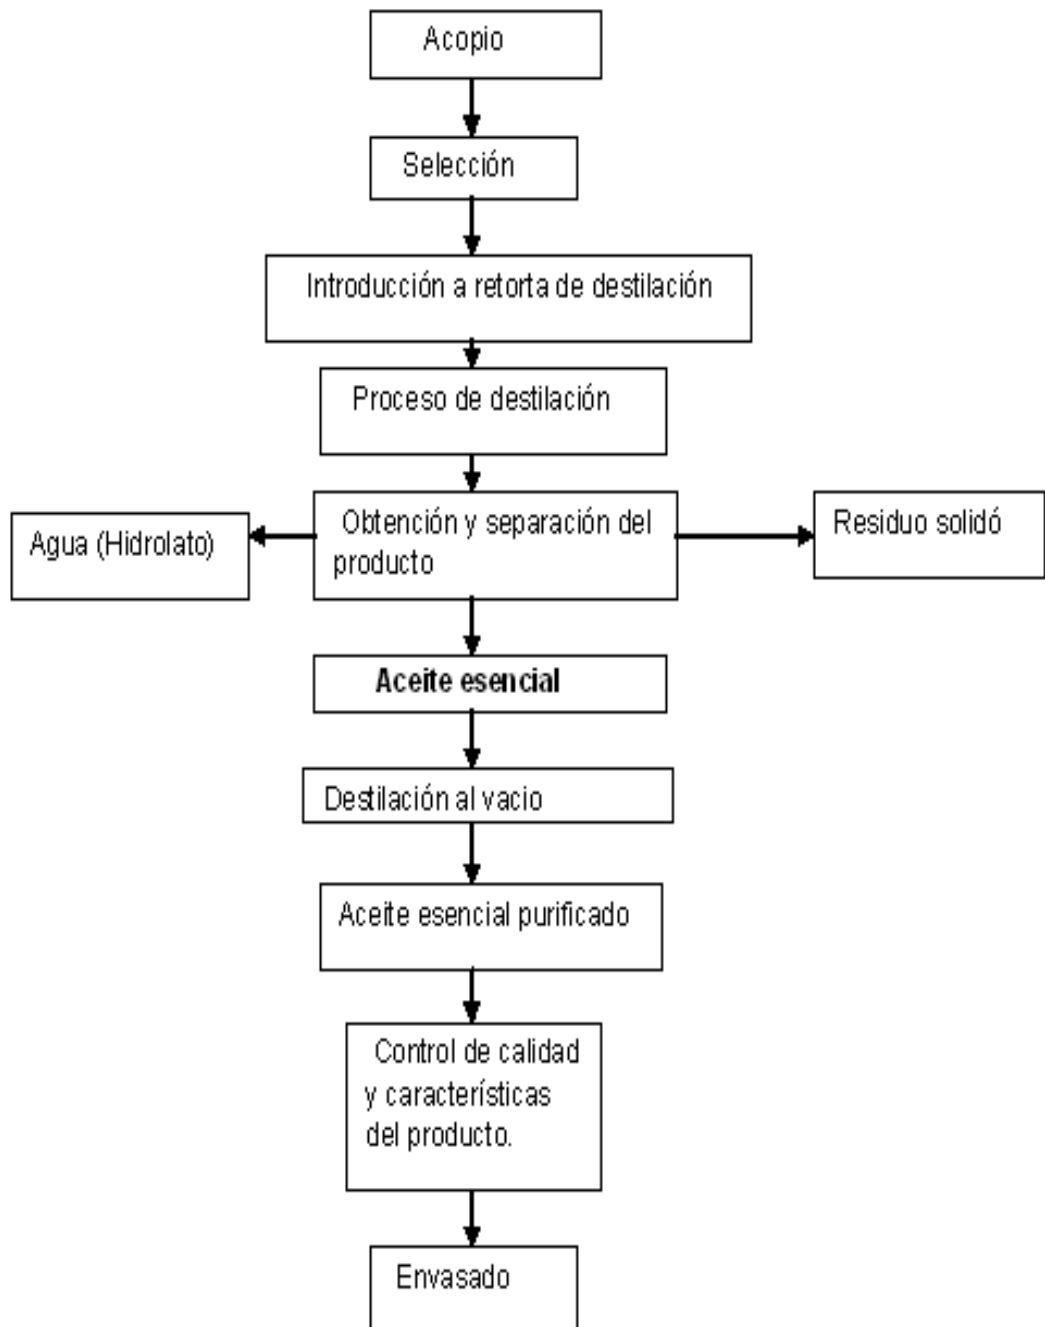 Acopio
Selección
Introducción a retorta de destilación
Proceso de destilación
Obtención y separación del
producto
Agua (Hidrolato)
Residuo solidó
Aceite esencial
Destilación al vacio
Aceite esencial purificado
Control de calidad
y características
del producto.
Envasado